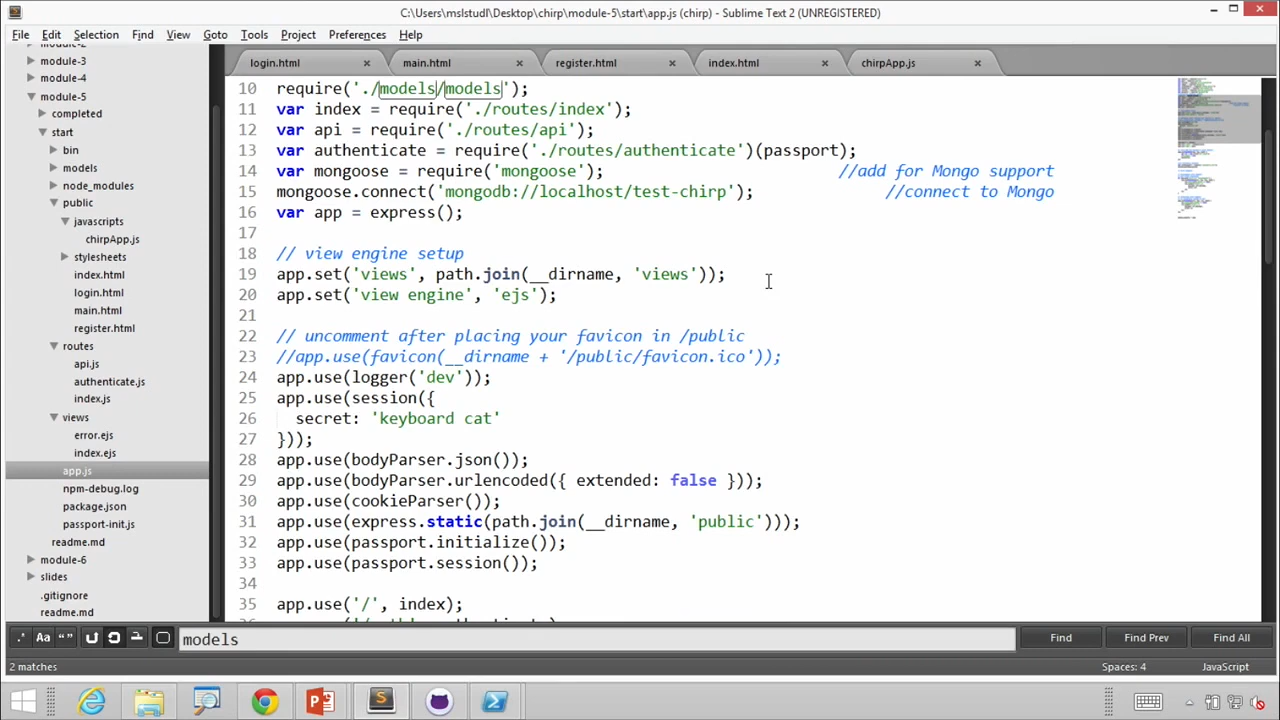 C:\Users\mslstudl\Desktop\chirp\module-5\start\app.js (chirp) - Sublime Text 2 (UNREGISTERED)
File Edit Selection Find View Goto Tools Project Preferences Help
module-2
module-3
module-4
module-5
completed
start
bin
models
node_modules
public
javascripts
chirpApp.js
stylesheets
index.html
login.html
main.html
register.html
routes
api.js
authenticate.js
index.js
views
error.ejs
index.ejs
app.js
npm-debug.log
package.json
passport-init.js
readme.md
module-6
slides
.gitignore
readme.md
login.html × main.html × register.html × index.html × chirpApp.js ×
10 require('./models/models');
11 var index = require('./routes/index');
12 var api = require('./routes/api');
13 var authenticate = require('./routes/authenticate')(passport);
14 var mongoose = require('mongoose'); //add for Mongo support
15 mongoose.connect('mongodb://localhost/test-chirp'); //connect to Mongo
16 var app = express();
17
18 // view engine setup
19 app.set('views', path.join(__dirname, 'views'));
20 app.set('view engine', 'ejs');
21
22 // uncomment after placing your favicon in /public
23 //app.use(favicon(__dirname + '/public/favicon.ico'));
24 app.use(logger('dev'));
25 app.use(session({
26 secret: 'keyboard cat'
27 }));
28 app.use(bodyParser.json());
29 app.use(bodyParser.urlencoded({ extended: false }));
30 app.use(cookieParser());
31 app.use(express.static(path.join(__dirname, 'public')));
32 app.use(passport.initialize());
33 app.use(passport.session());
34
35 app.use('/', index);
.* Aa “ ” models Find Find Prev Find All
2 matches Spaces: 4 JavaScript